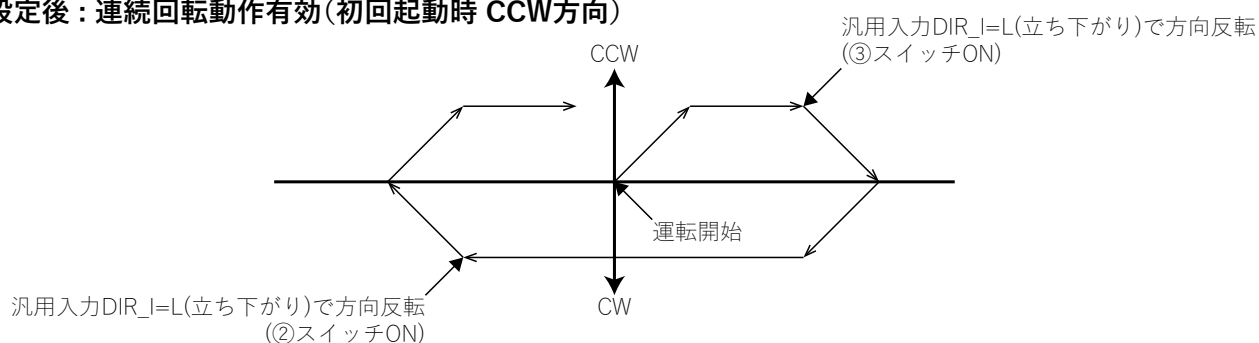 設定後：連続回転動作有効（初回起動時 CCW方向）
汎用入力DIR_I=L(立ち下がり)で方向反転
(③スイッチON)
CCW
運転開始
汎用入力DIR_I=L(立ち下がり)で方向反転
(②スイッチON)
CW